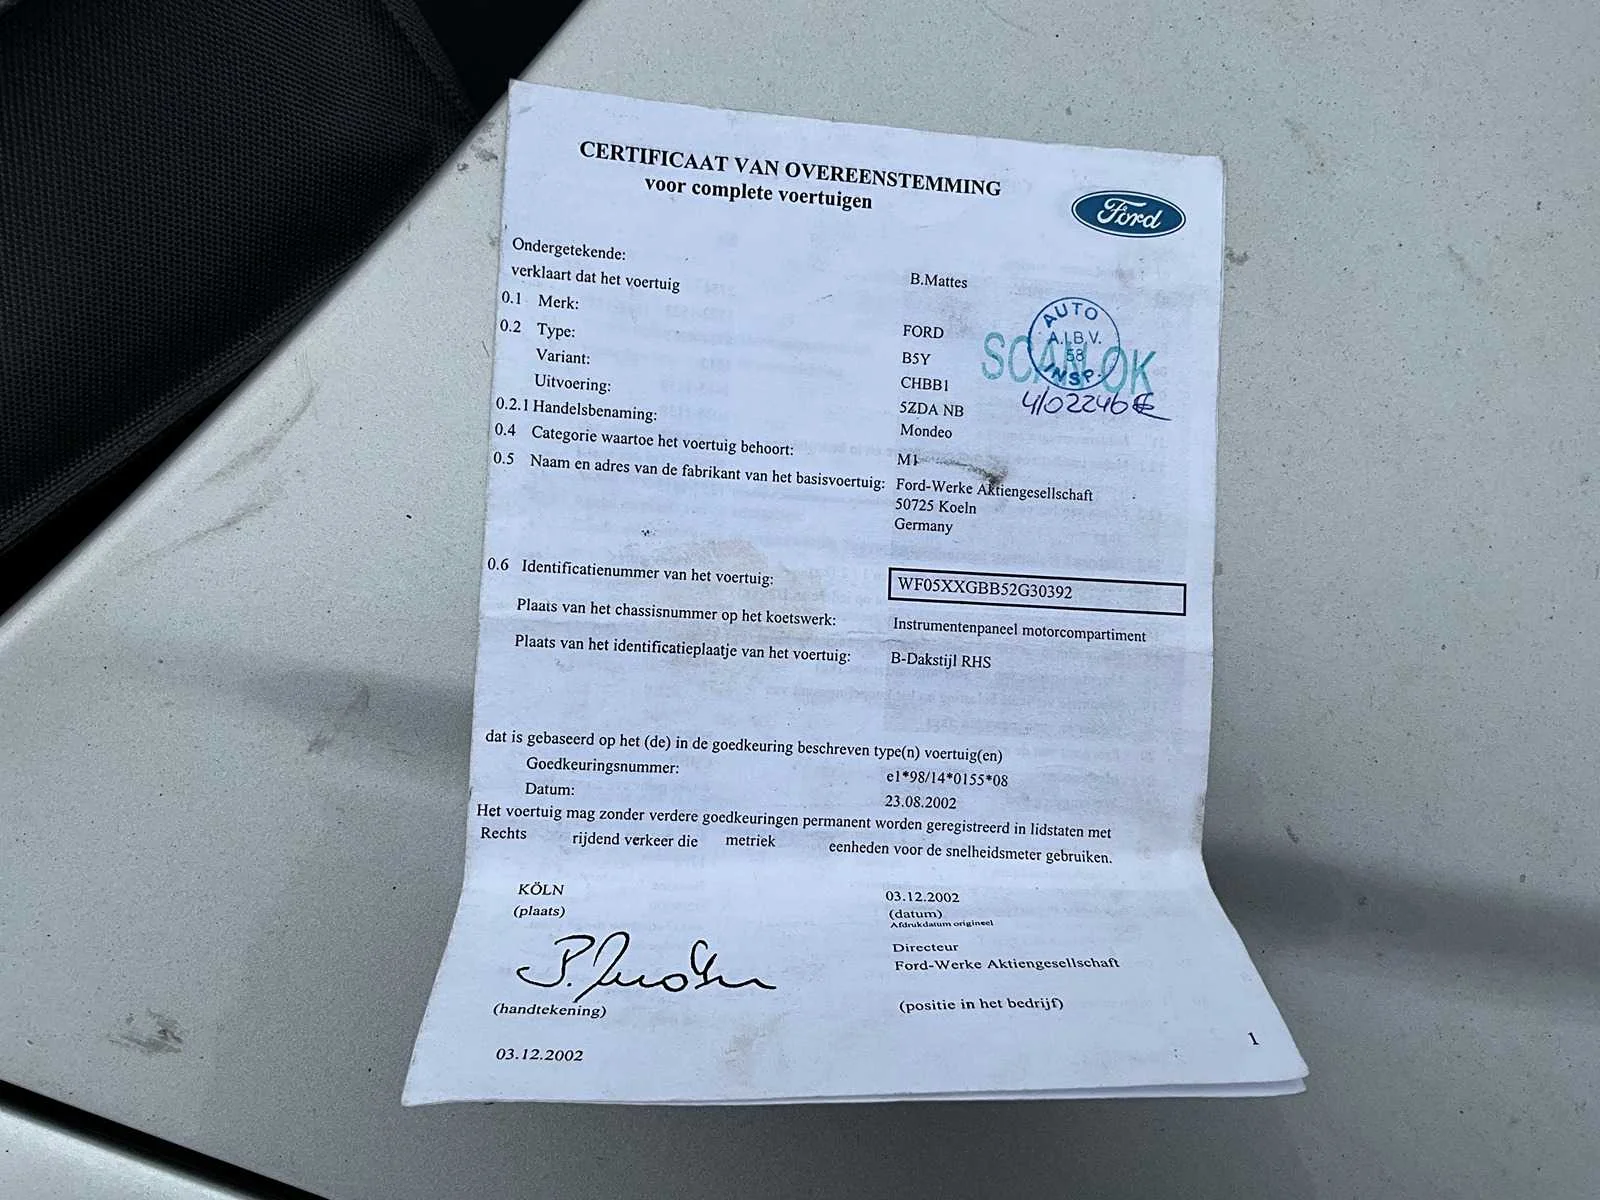 CERTIFICAAT VAN OVEREENSTEMMING
voor complete voertuigen
Ford
Ondergetekende: B.Mattes
verklaart dat het voertuig
0.1 Merk: FORD
0.2 Type: B5Y
Variant: CHBB1
Uitvoering: 5ZDA NB
0.2.1 Handelsbenaming: Mondeo
0.4 Categorie waartoe het voertuig behoort: M1
0.5 Naam en adres van de fabrikant van het basisvoertuig: Ford-Werke Aktiengesellschaft
50725 Koeln
Germany
AUTO
A.I.B.V.
58
INSP.
SCAN OK
4/02246
0.6 Identificatienummer van het voertuig: WF05XXGBB52G30392
Plaats van het chassisnummer op het koetswerk: Instrumentenpaneel motorcompartiment
Plaats van het identificatieplaatje van het voertuig: B-Dakstijl RHS
dat is gebaseerd op het (de) in de goedkeuring beschreven type(n) voertuig(en)
Goedkeuringsnummer: e1*98/14*0155*08
Datum: 23.08.2002
Het voertuig mag zonder verdere goedkeuringen permanent worden geregistreerd in lidstaten met
Rechts rijdend verkeer die metriek eenheden voor de snelheidsmeter gebruiken.
KÖLN 03.12.2002
(plaats) (datum)
Afdrukdatum origineel
Directeur
Ford-Werke Aktiengesellschaft
(handtekening) (positie in het bedrijf)
03.12.2002
1